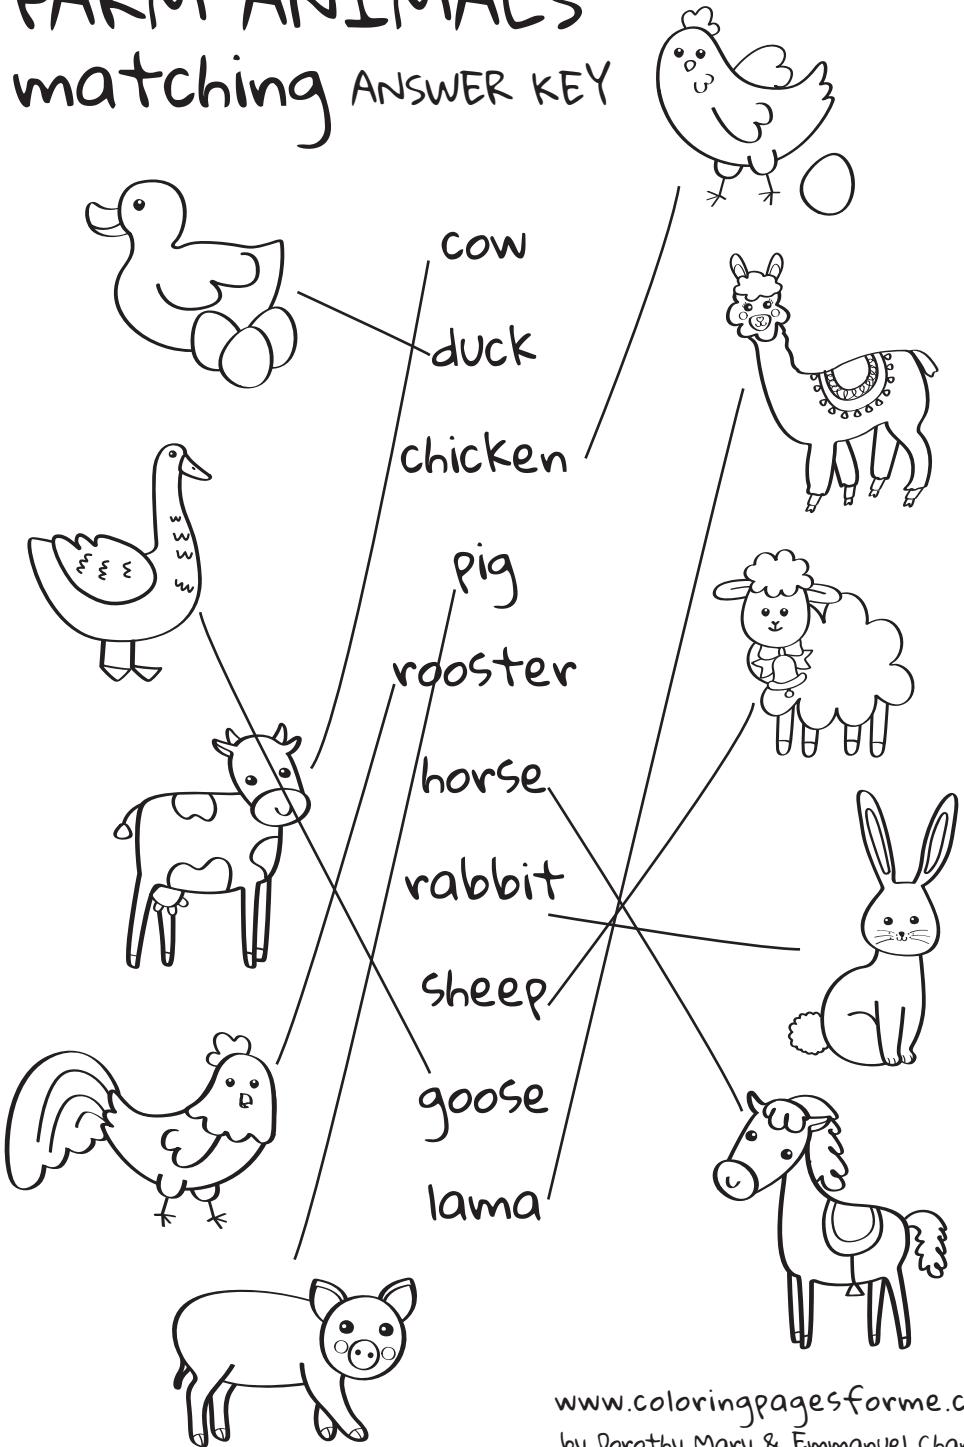 FARM ANIMALS
matching ANSWER KEY
cow
duck
chicken
pig
rooster
horse
rabbit
sheep
goose
lama
www.coloringpagesforme.c
by Dorothy Mary & Emmanuel Cha